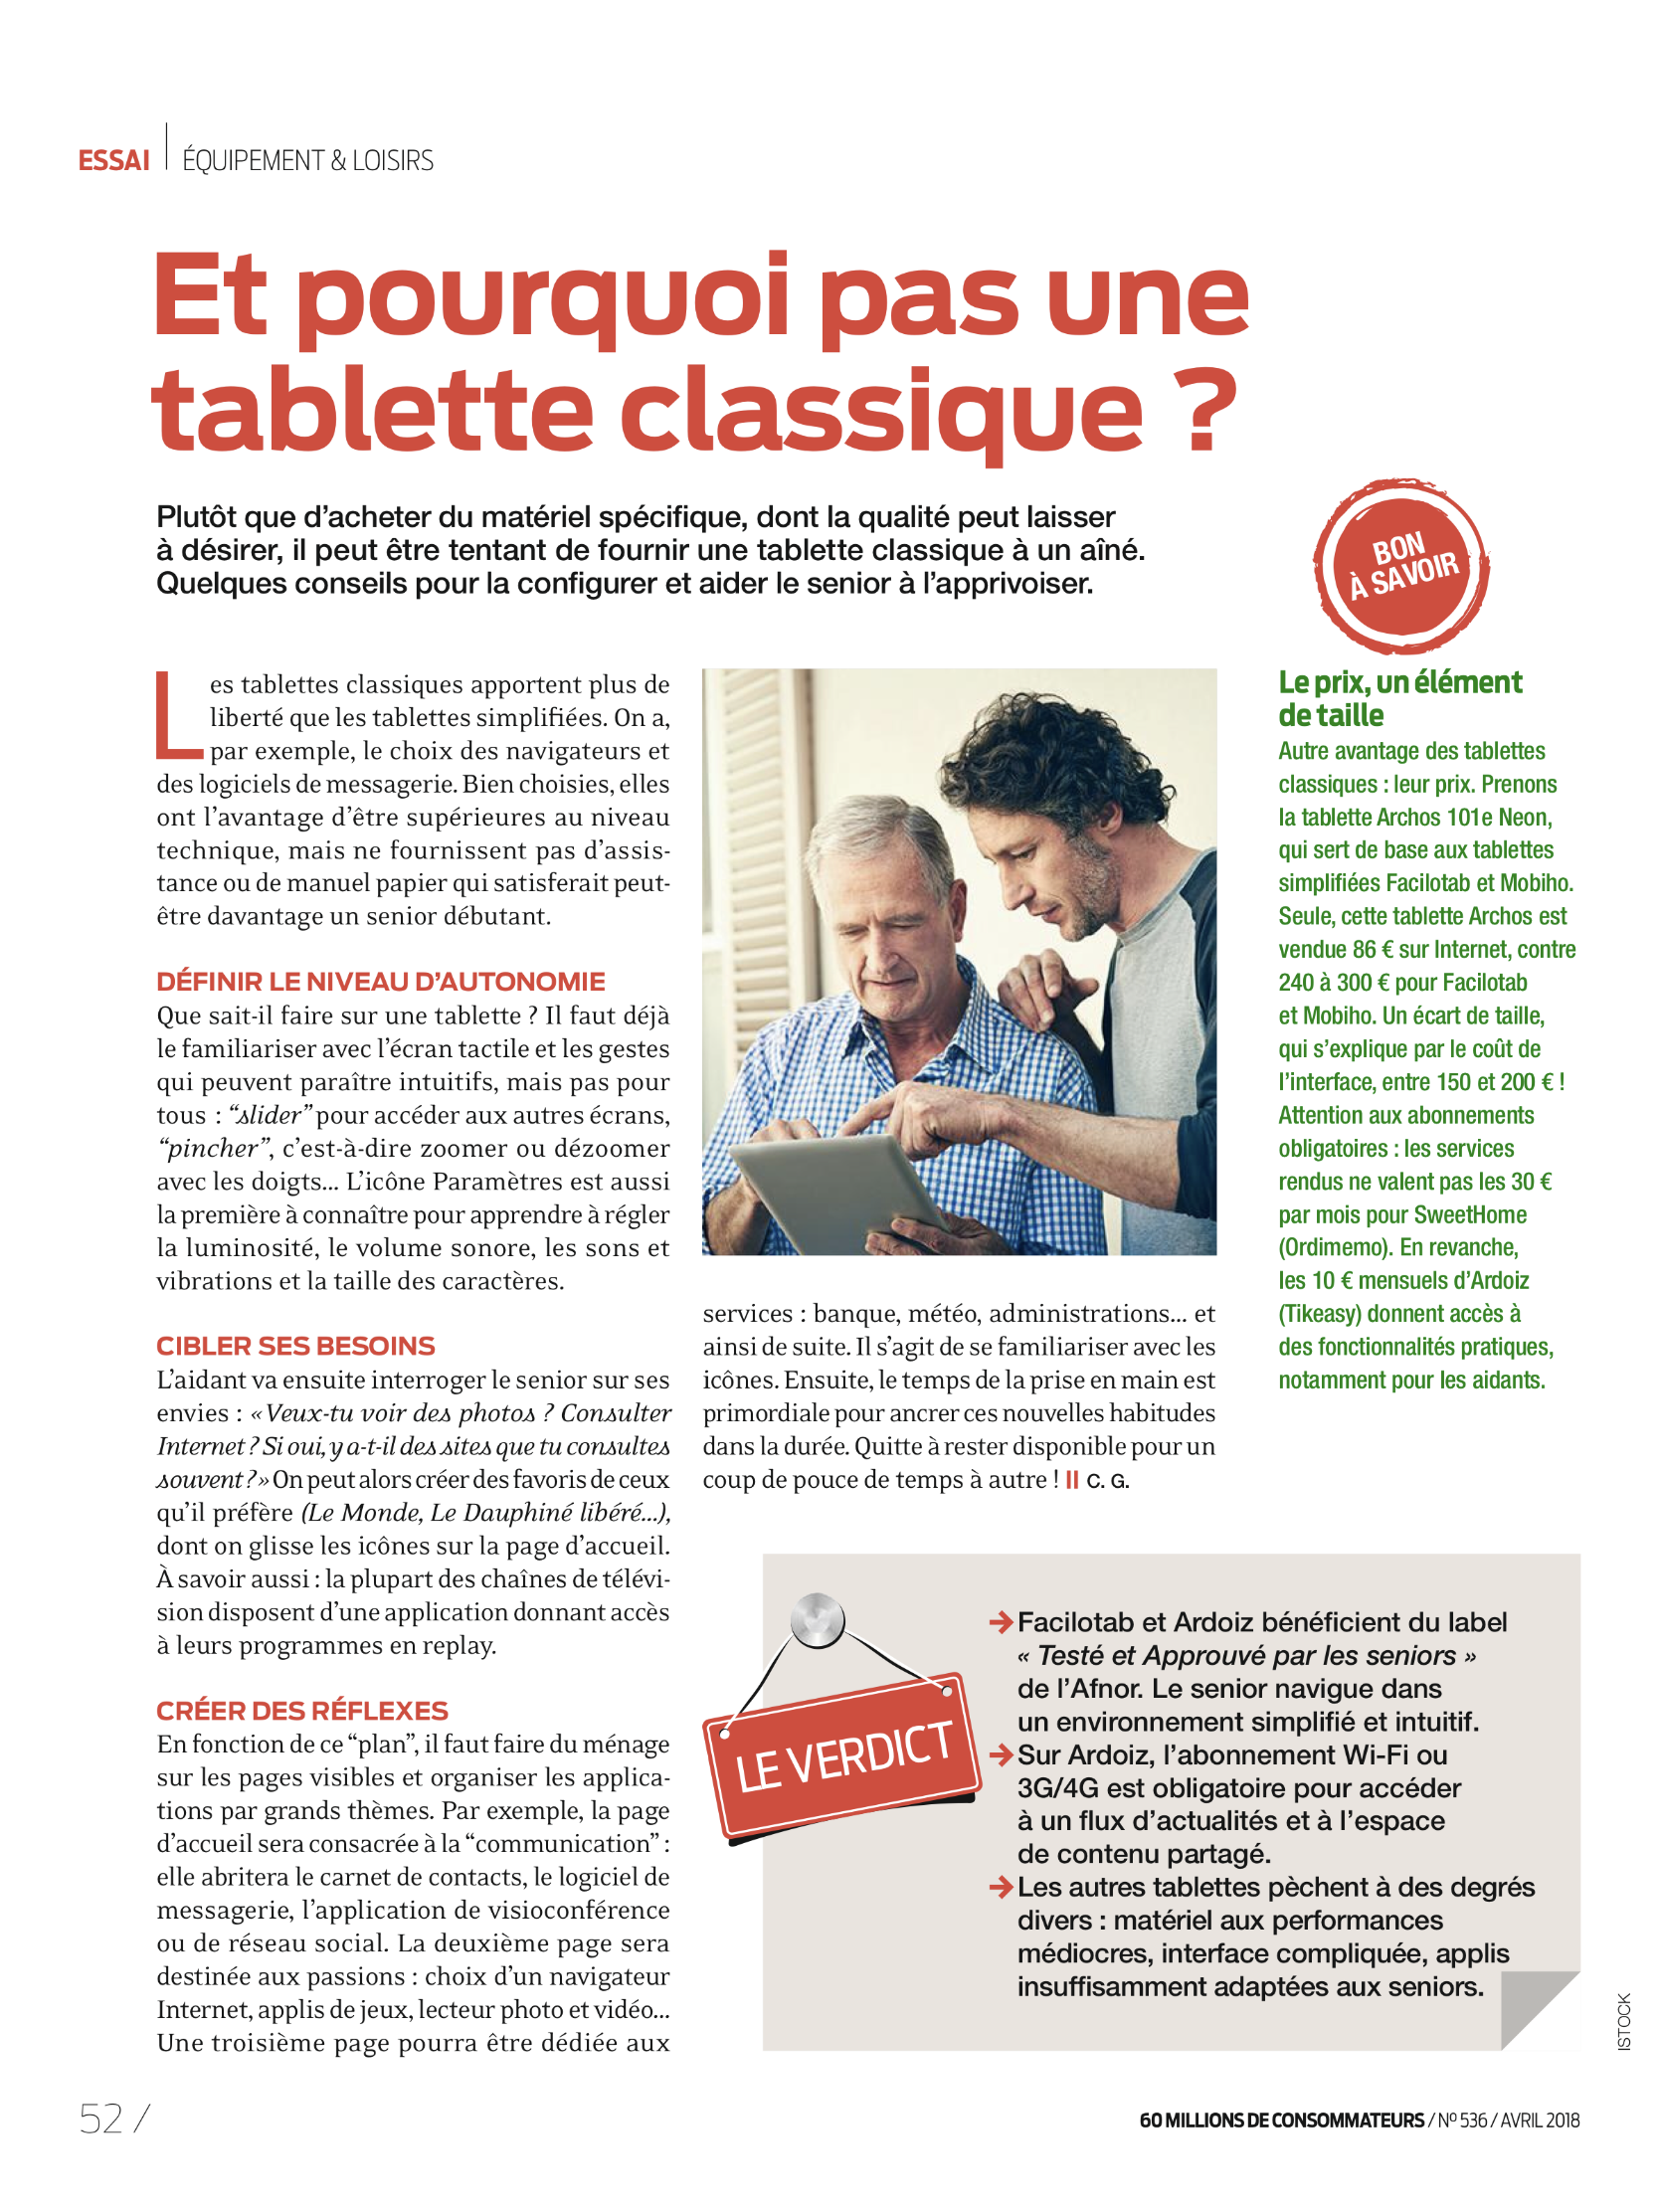 ESSAI
ÉQUIPEMENT & LOISIRS
Et pourquoi pas une
tablette classique ?
Plutôt que d’acheter du matériel spécifique, dont la qualité peut laisser
à désirer, il peut être tentant de fournir une tablette classique à un aîné.
Quelques conseils pour la configurer et aider le senior à l’apprivoiser.
Les tablettes classiques apportent plus de
liberté que les tablettes simplifiées. On a,
par exemple, le choix des navigateurs et
des logiciels de messagerie. Bien choisies, elles
ont l’avantage d’être supérieures au niveau
technique, mais ne fournissent pas d’assis-
tance ou de manuel papier qui satisferait peut-
être davantage un senior débutant.
DÉFINIR LE NIVEAU D’AUTONOMIE
Que sait-il faire sur une tablette ? Il faut déjà
le familiariser avec l’écran tactile et les gestes
qui peuvent paraître intuitifs, mais pas pour
tous : “slider” pour accéder aux autres écrans,
“pincher”, c’est-à-dire zoomer ou dézoomer
avec les doigts... L’icône Paramètres est aussi
la première à connaître pour apprendre à régler
la luminosité, le volume sonore, les sons et
vibrations et la taille des caractères.
CIBLER SES BESOINS
L’aidant va ensuite interroger le senior sur ses
envies : « Veux-tu voir des photos ? Consulter
Internet ? Si oui, y a-t-il des sites que tu consultes
souvent ? » On peut alors créer des favoris de ceux
qu’il préfère (Le Monde, Le Dauphiné libéré...),
dont on glisse les icônes sur la page d’accueil.
À savoir aussi : la plupart des chaînes de télévi-
sion disposent d’une application donnant accès
à leurs programmes en replay.
CRÉER DES RÉFLEXES
En fonction de ce “plan”, il faut faire du ménage
sur les pages visibles et organiser les applica-
tions par grands thèmes. Par exemple, la page
d’accueil sera consacrée à la “communication” :
elle abritera le carnet de contacts, le logiciel de
messagerie, l’application de visioconférence
ou de réseau social. La deuxième page sera
destinée aux passions : choix d’un navigateur
Internet, applis de jeux, lecteur photo et vidéo...
Une troisième page pourra être dédiée aux
services : banque, météo, administrations... et
ainsi de suite. Il s’agit de se familiariser avec les
icônes. Ensuite, le temps de la prise en main est
primordiale pour ancrer ces nouvelles habitudes
dans la durée. Quitte à rester disponible pour un
coup de pouce de temps à autre ! II C. G.
BON
À SAVOIR
Le prix, un élément
de taille
Autre avantage des tablettes
classiques : leur prix. Prenons
la tablette Archos 101e Neon,
qui sert de base aux tablettes
simplifiées Facilotab et Mobiho.
Seule, cette tablette Archos est
vendue 86 € sur Internet, contre
240 à 300 € pour Facilotab
et Mobiho. Un écart de taille,
qui s’explique par le coût de
l’interface, entre 150 et 200 € !
Attention aux abonnements
obligatoires : les services
rendus ne valent pas les 30 €
par mois pour SweetHome
(Ordimemo). En revanche,
les 10 € mensuels d’Ardoiz
(Tikeasy) donnent accès à
des fonctionnalités pratiques,
notamment pour les aidants.
LE VERDICT
→ Facilotab et Ardoiz bénéficient du label
« Testé et Approuvé par les seniors »
de l’Afnor. Le senior navigue dans
un environnement simplifié et intuitif.
→ Sur Ardoiz, l’abonnement Wi-Fi ou
3G/4G est obligatoire pour accéder
à un flux d’actualités et à l’espace
de contenu partagé.
→ Les autres tablettes pèchent à des degrés
divers : matériel aux performances
médiocres, interface compliquée, applis
insuffisamment adaptées aux seniors.
ISTOCK
52 /
60 MILLIONS DE CONSOMMATEURS / Nº 536 / AVRIL 2018